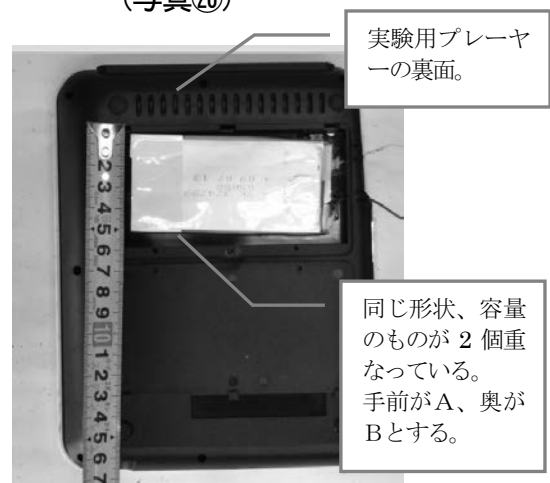 (写真⑳)
実験用プレーヤ
ーの裏面。
2
3
4
5
6
7
8
9
10
1
2
3
4
5
6
7
同じ形状、容量
のものが 2 個重
なっている。
手前がA、奥が
Bとする。